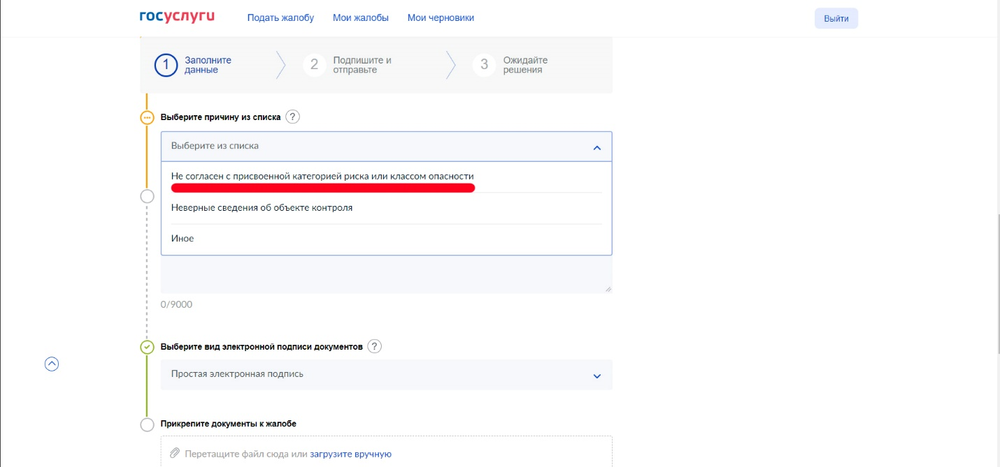 госуслуги Подать жалобу Мои жалобы Мои черновики Выйти
1 Заполните данные 2 Подпишите и отправьте 3 Ожидайте решения
Выберите причину из списка ?
Выберите из списка
Не согласен с присвоенной категорией риска или классом опасности
Неверные сведения об объекте контроля
Иное
0/9000
Выберите вид электронной подписи документов ?
Простая электронная подпись
Прикрепите документы к жалобе
Перетащите файл сюда или загрузите вручную